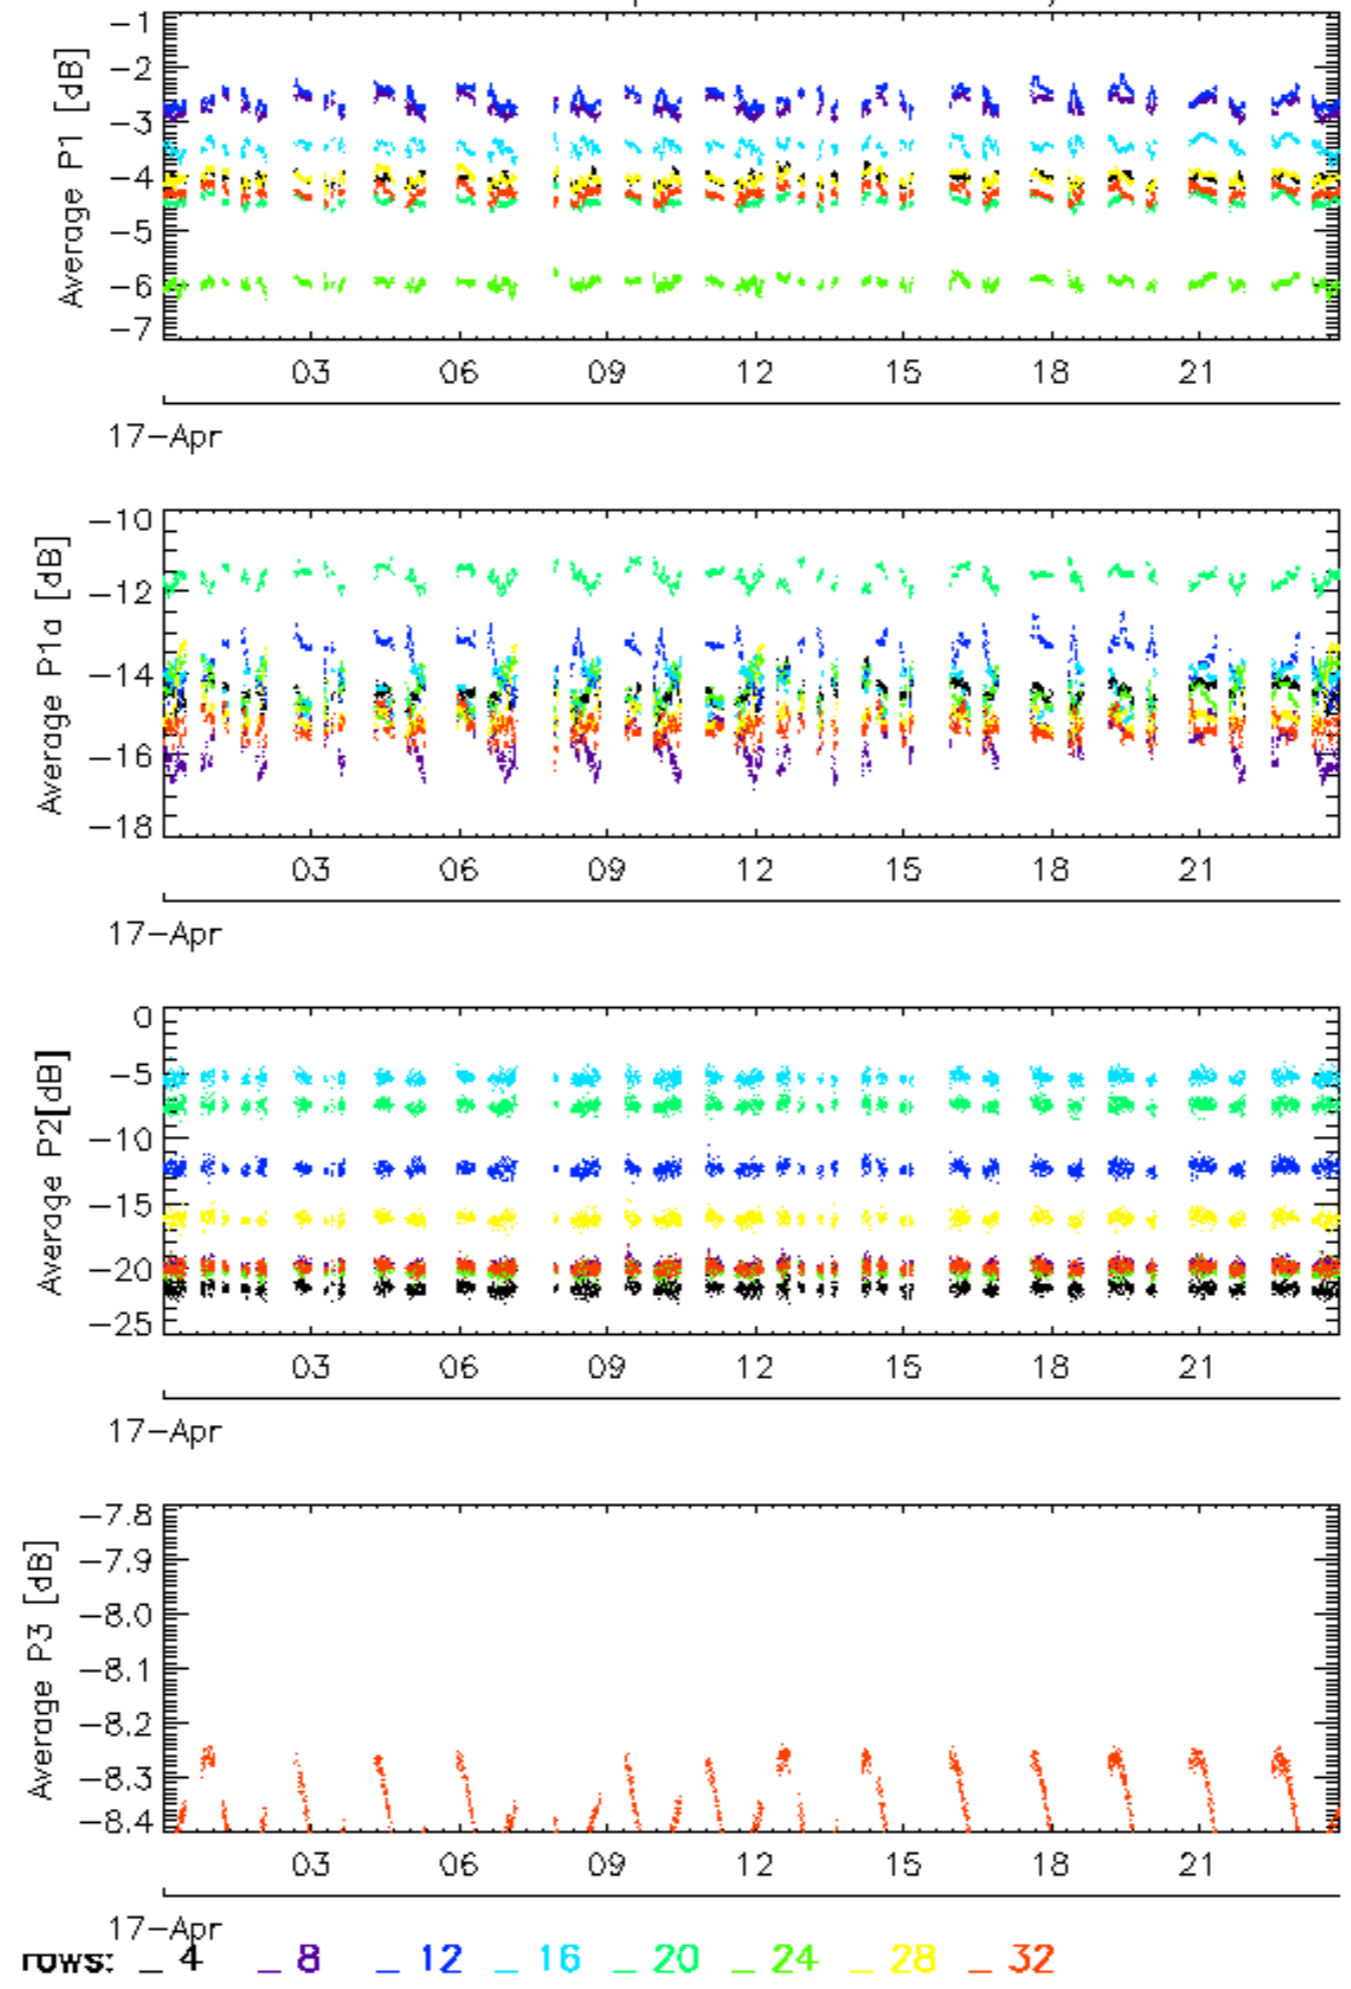 -1
-2
-3
-4
-5
-6
-7
Average P1 [dB]
03 06 09 12 15 18 21
17-Apr
-10
-12
-14
-16
-18
Average P1a [dB]
03 06 09 12 15 18 21
17-Apr
0
-5
-10
-15
-20
-25
Average P2[dB]
03 06 09 12 15 18 21
17-Apr
-7.8
-7.9
-8.0
-8.1
-8.2
-8.3
-8.4
Average P3 [dB]
03 06 09 12 15 18 21
17-Apr
rows: _ 4 _ 8 _ 12 _ 16 _ 20 _ 24 _ 28 _ 32